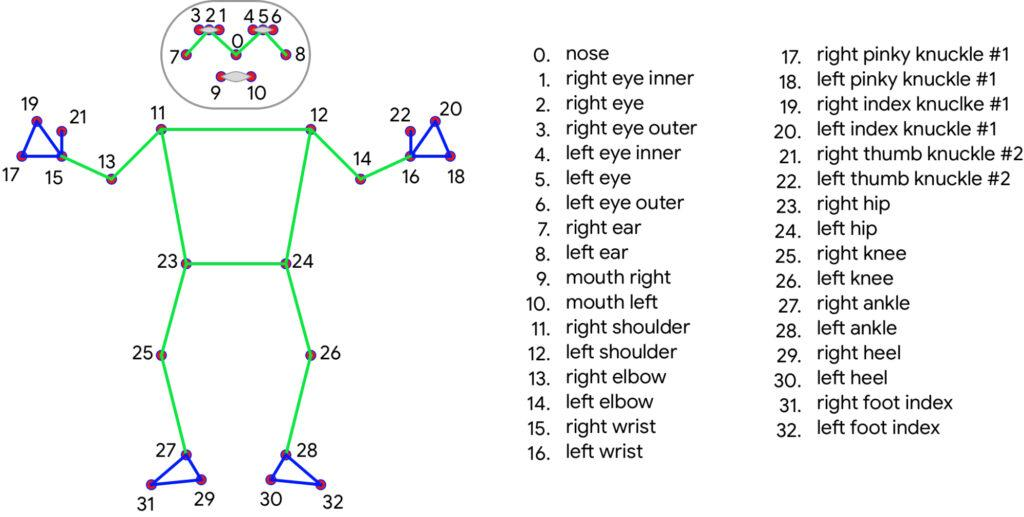 3 2 1 4 5 6
0
7 8
9 10
19 21 11 12 22 20
13 14
17 15 16 18
23 24
25 26
27 28
31 29 30 32
0. nose
1. right eye inner
2. right eye
3. right eye outer
4. left eye inner
5. left eye
6. left eye outer
7. right ear
8. left ear
9. mouth right
10. mouth left
11. right shoulder
12. left shoulder
13. right elbow
14. left elbow
15. right wrist
16. left wrist
17. right pinky knuckle #1
18. left pinky knuckle #1
19. right index knuclke #1
20. left index knuckle #1
21. right thumb knuckle #2
22. left thumb knuckle #2
23. right hip
24. left hip
25. right knee
26. left knee
27. right ankle
28. left ankle
29. right heel
30. left heel
31. right foot index
32. left foot index